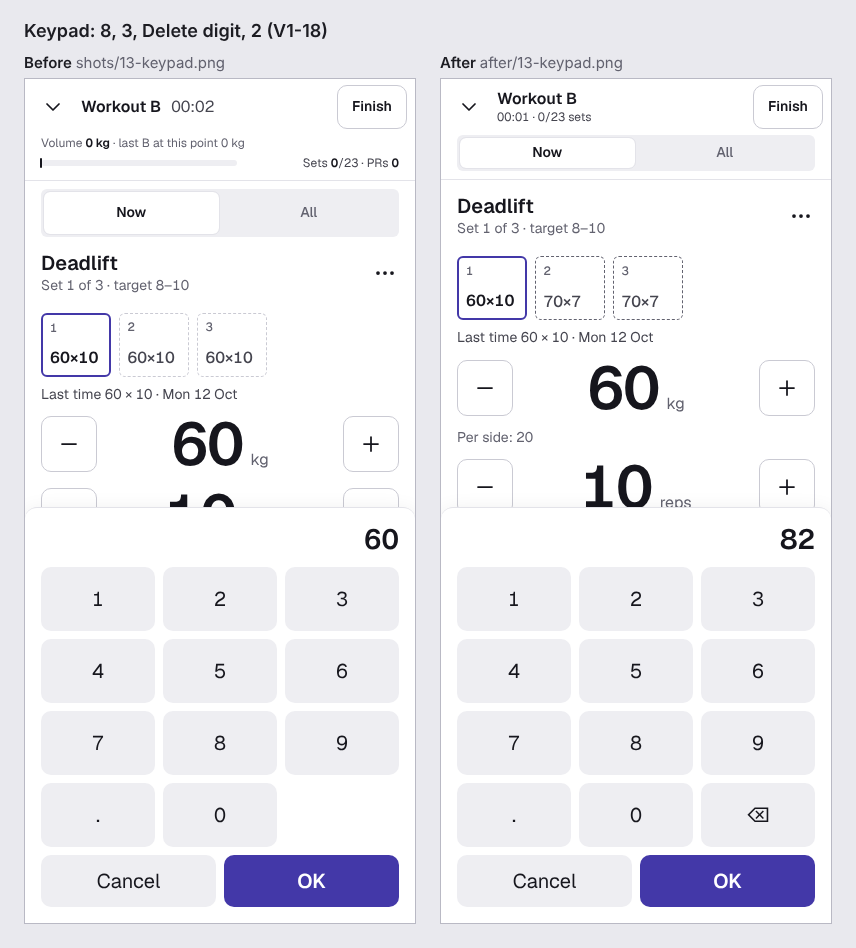 Keypad: 8, 3, Delete digit, 2 (V1-18)
Before shots/13-keypad.png
Workout B 00:02
Finish
Volume 0 kg · last B at this point 0 kg
Sets 0/23 · PRs 0
Now
All
Deadlift
Set 1 of 3 · target 8–10
1
60×10
2
60×10
3
60×10
Last time 60 × 10 · Mon 12 Oct
60 kg
10
60
1 2 3
4 5 6
7 8 9
. 0
Cancel
OK
After after/13-keypad.png
Workout B
00:01 · 0/23 sets
Finish
Now
All
Deadlift
Set 1 of 3 · target 8–10
1
60×10
2
70×7
3
70×7
Last time 60 × 10 · Mon 12 Oct
60 kg
Per side: 20
10 reps
82
1 2 3
4 5 6
7 8 9
. 0
Cancel
OK